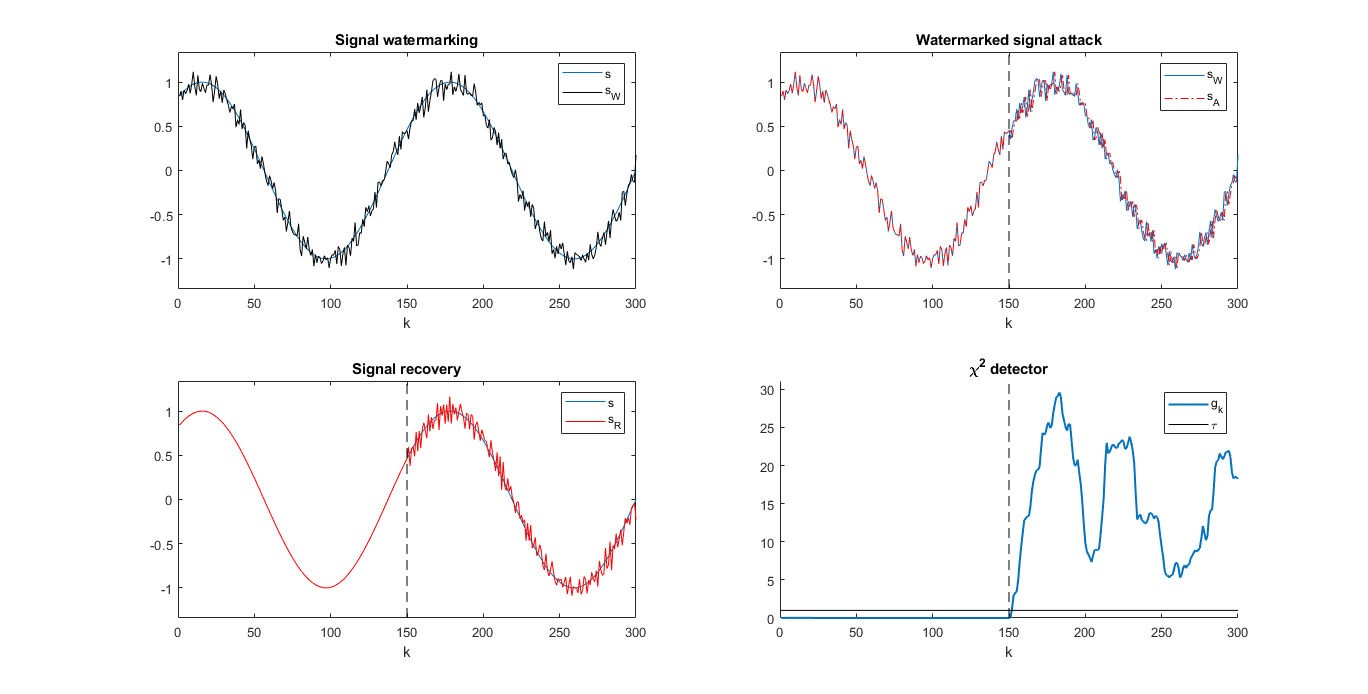 Signal watermarking
1
0.5
0
-0.5
-1
0 50 100 150 200 250 300
k
s
s_W
Watermarked signal attack
1
0.5
0
-0.5
-1
0 50 100 150 200 250 300
k
s_W
s_A
Signal recovery
1
0.5
0
-0.5
-1
0 50 100 150 200 250 300
k
s
s_R
χ² detector
30
25
20
15
10
5
0
0 50 100 150 200 250 300
k
g_k
τ